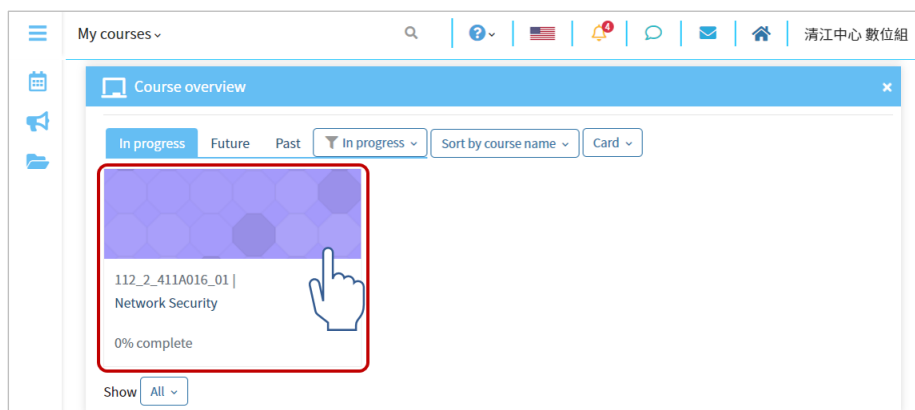 My courses
4
清江中心 數位組
Course overview
In progress Future Past In progress Sort by course name Card
112_2_411A016_01 |
Network Security
0% complete
Show All